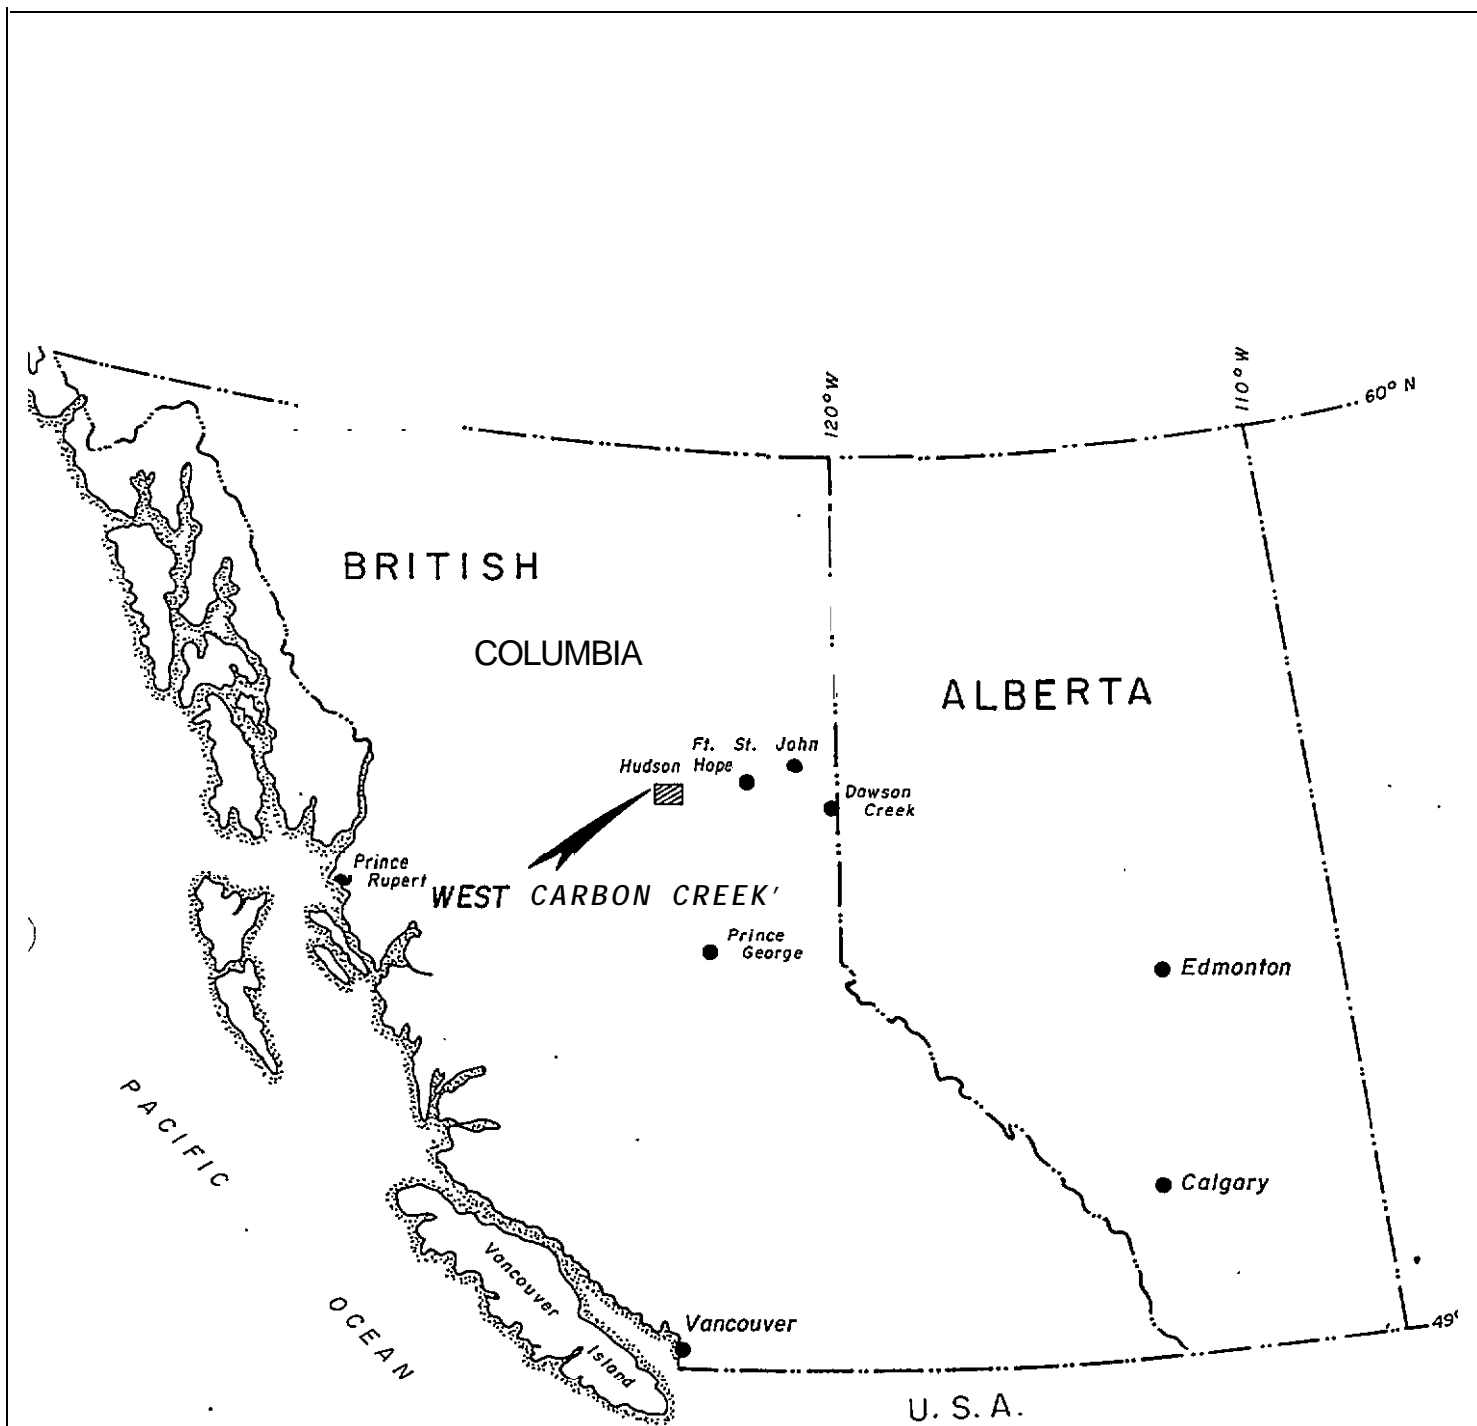 120° W
110° W
60° N
BRITISH
COLUMBIA
ALBERTA
Ft. St. John
Hudson Hope
Dawson
Creek
Prince
Rupert
WEST CARBON CREEK'
Prince
George
Edmonton
PACIFIC
Calgary
Vancouver
Island
OCEAN
Vancouver
49°
U. S. A.